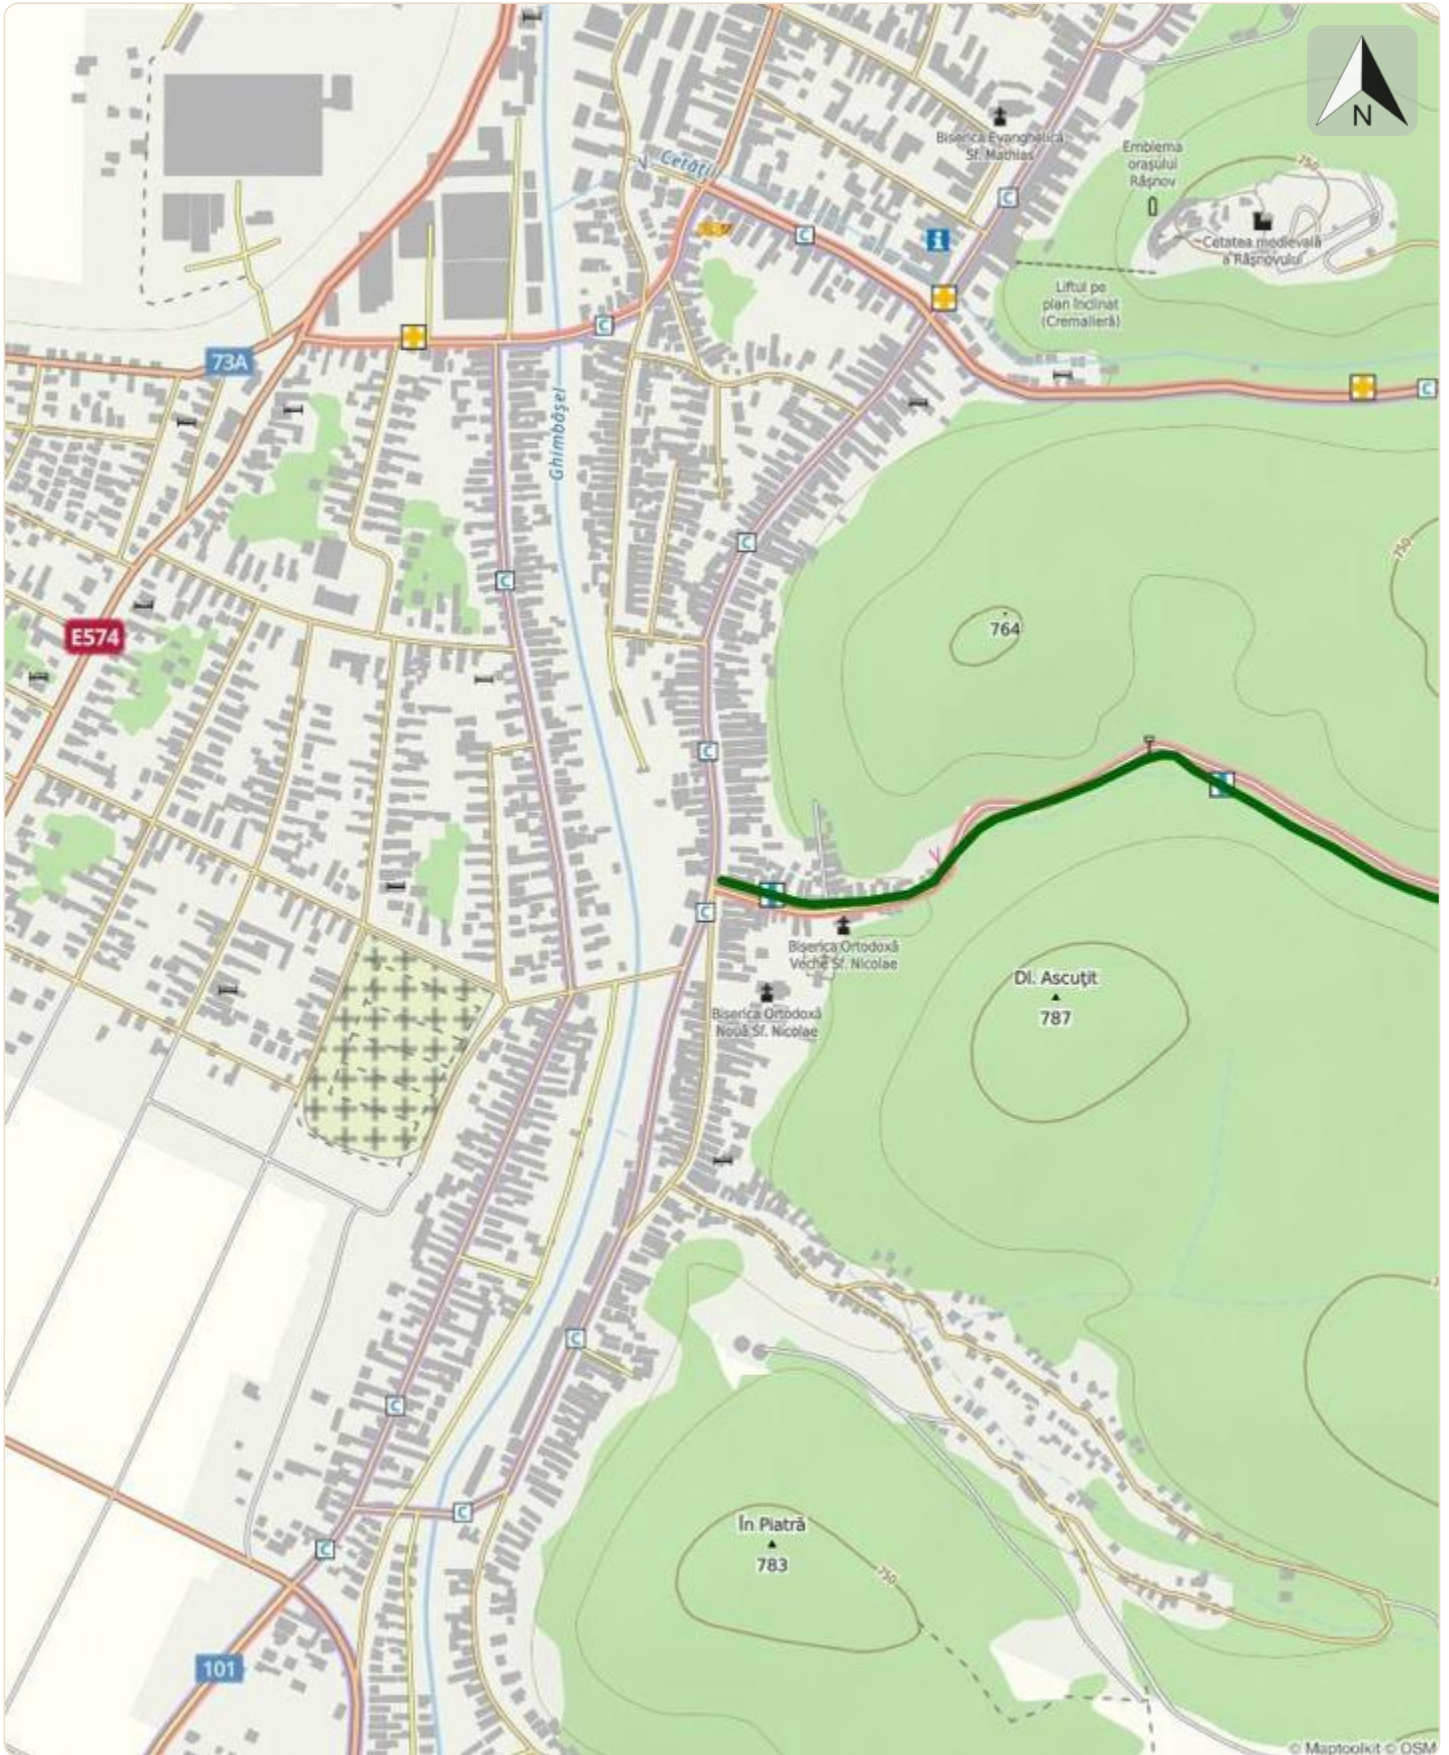 N
750
Biserica Evanghelică
Sf. Mathias
Emblema
orașului
Râșnov
V. Cetății
C
C
Cetatea medievală
a Râșnovului
Liftul pe
plan înclinat
(Cremalieră)
C
73A
C
Ghimbășel
C
750
C
764
E574
C
C
C
Biserica Ortodoxă
Veche Sf. Nicolae
Dl. Ascuțit
787
Biserica Ortodoxă
Nouă Sf. Nicolae
C
C
În Piatră
783
C
C
750
101
© Maptoolkit © OSM